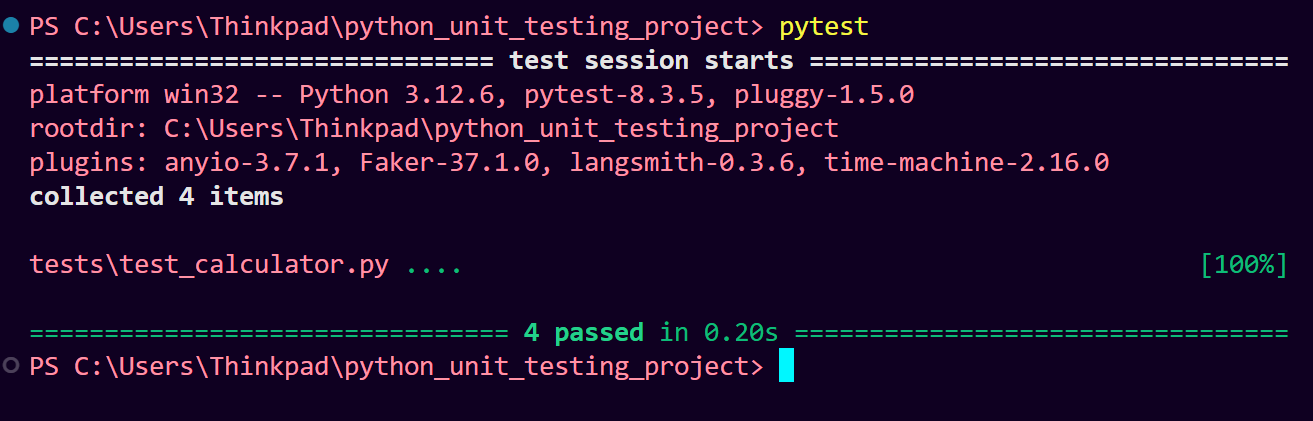 PS C:\Users\Thinkpad\python_unit_testing_project> pytest
=============================== test session starts ================================
platform win32 -- Python 3.12.6, pytest-8.3.5, pluggy-1.5.0
rootdir: C:\Users\Thinkpad\python_unit_testing_project
plugins: anyio-3.7.1, Faker-37.1.0, langsmith-0.3.6, time-machine-2.16.0
collected 4 items
tests\test_calculator.py .... [100%]
================================ 4 passed in 0.20s =================================
PS C:\Users\Thinkpad\python_unit_testing_project>